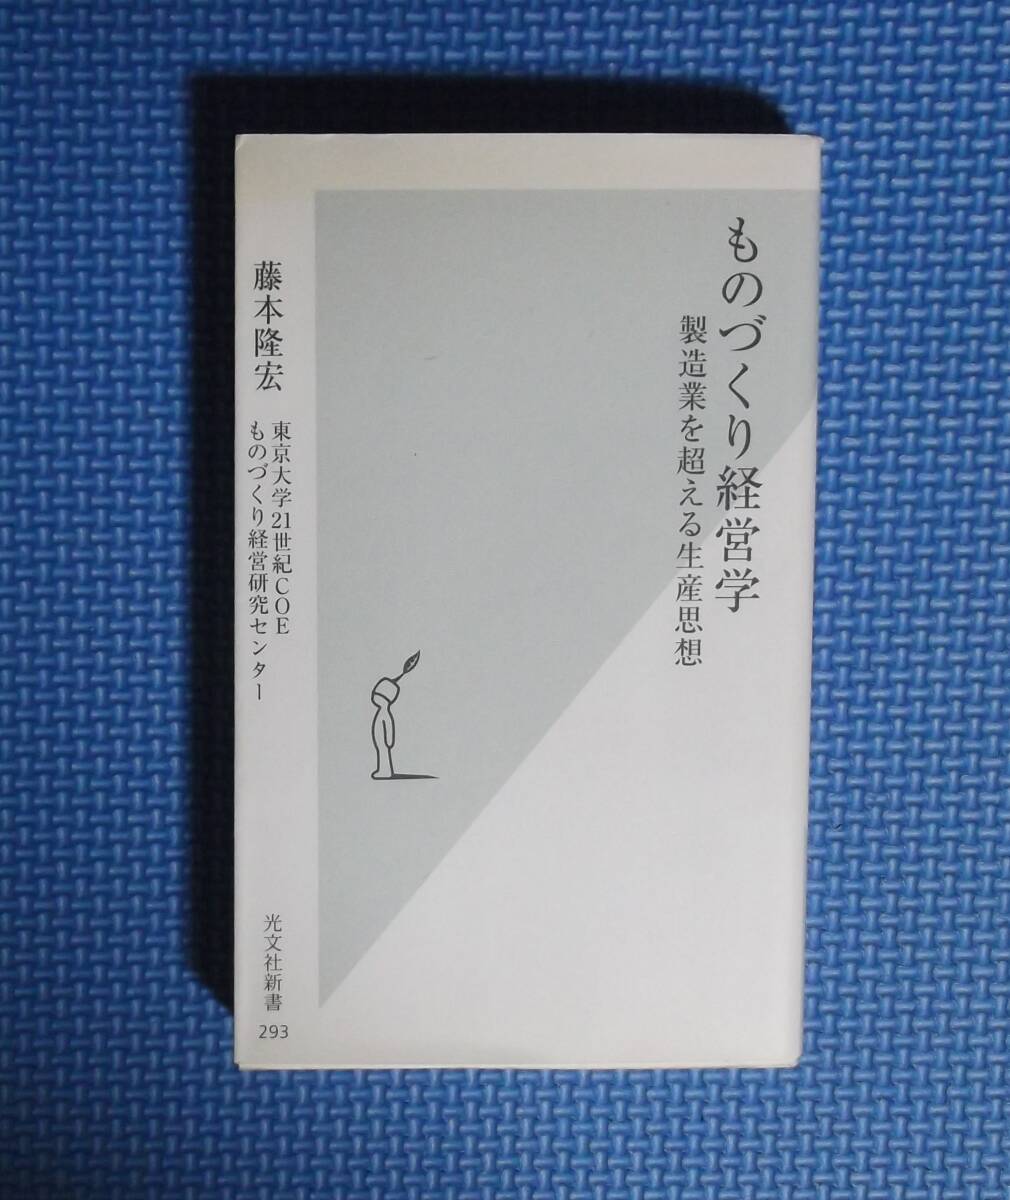 ものづくり経営学
製造業を超える生産思想
藤本隆宏
東京大学21世紀COE
ものづくり経営研究センター
光文社新書
293